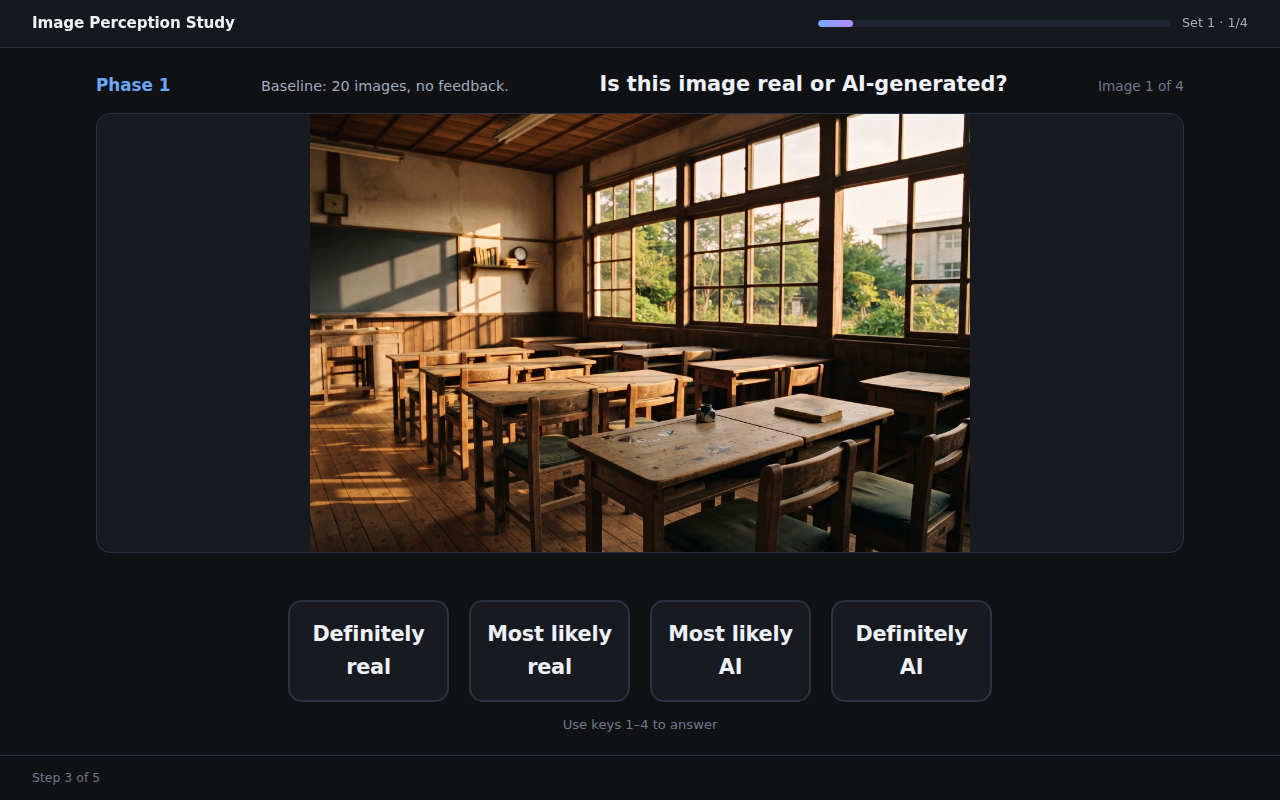 Image Perception Study
Set 1 · 1/4
Phase 1
Baseline: 20 images, no feedback.
Is this image real or AI-generated?
Image 1 of 4
Definitely
real
Most likely
real
Most likely
AI
Definitely
AI
Use keys 1–4 to answer
Step 3 of 5